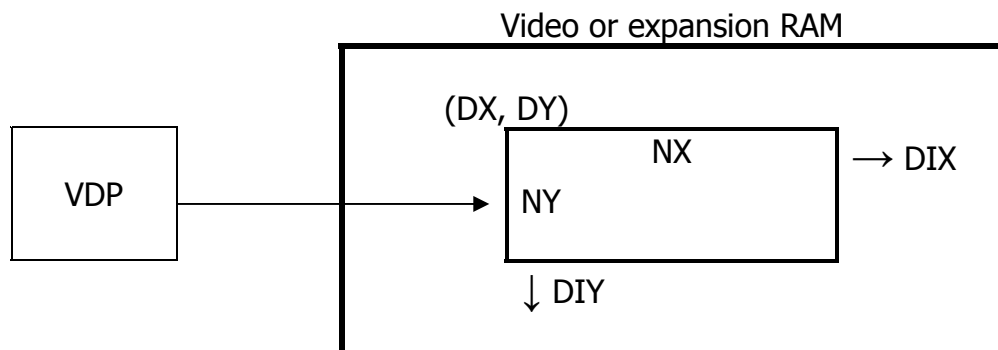 Video or expansion RAM
(DX, DY)
NX
→ DIX
VDP
NY
↓ DIY